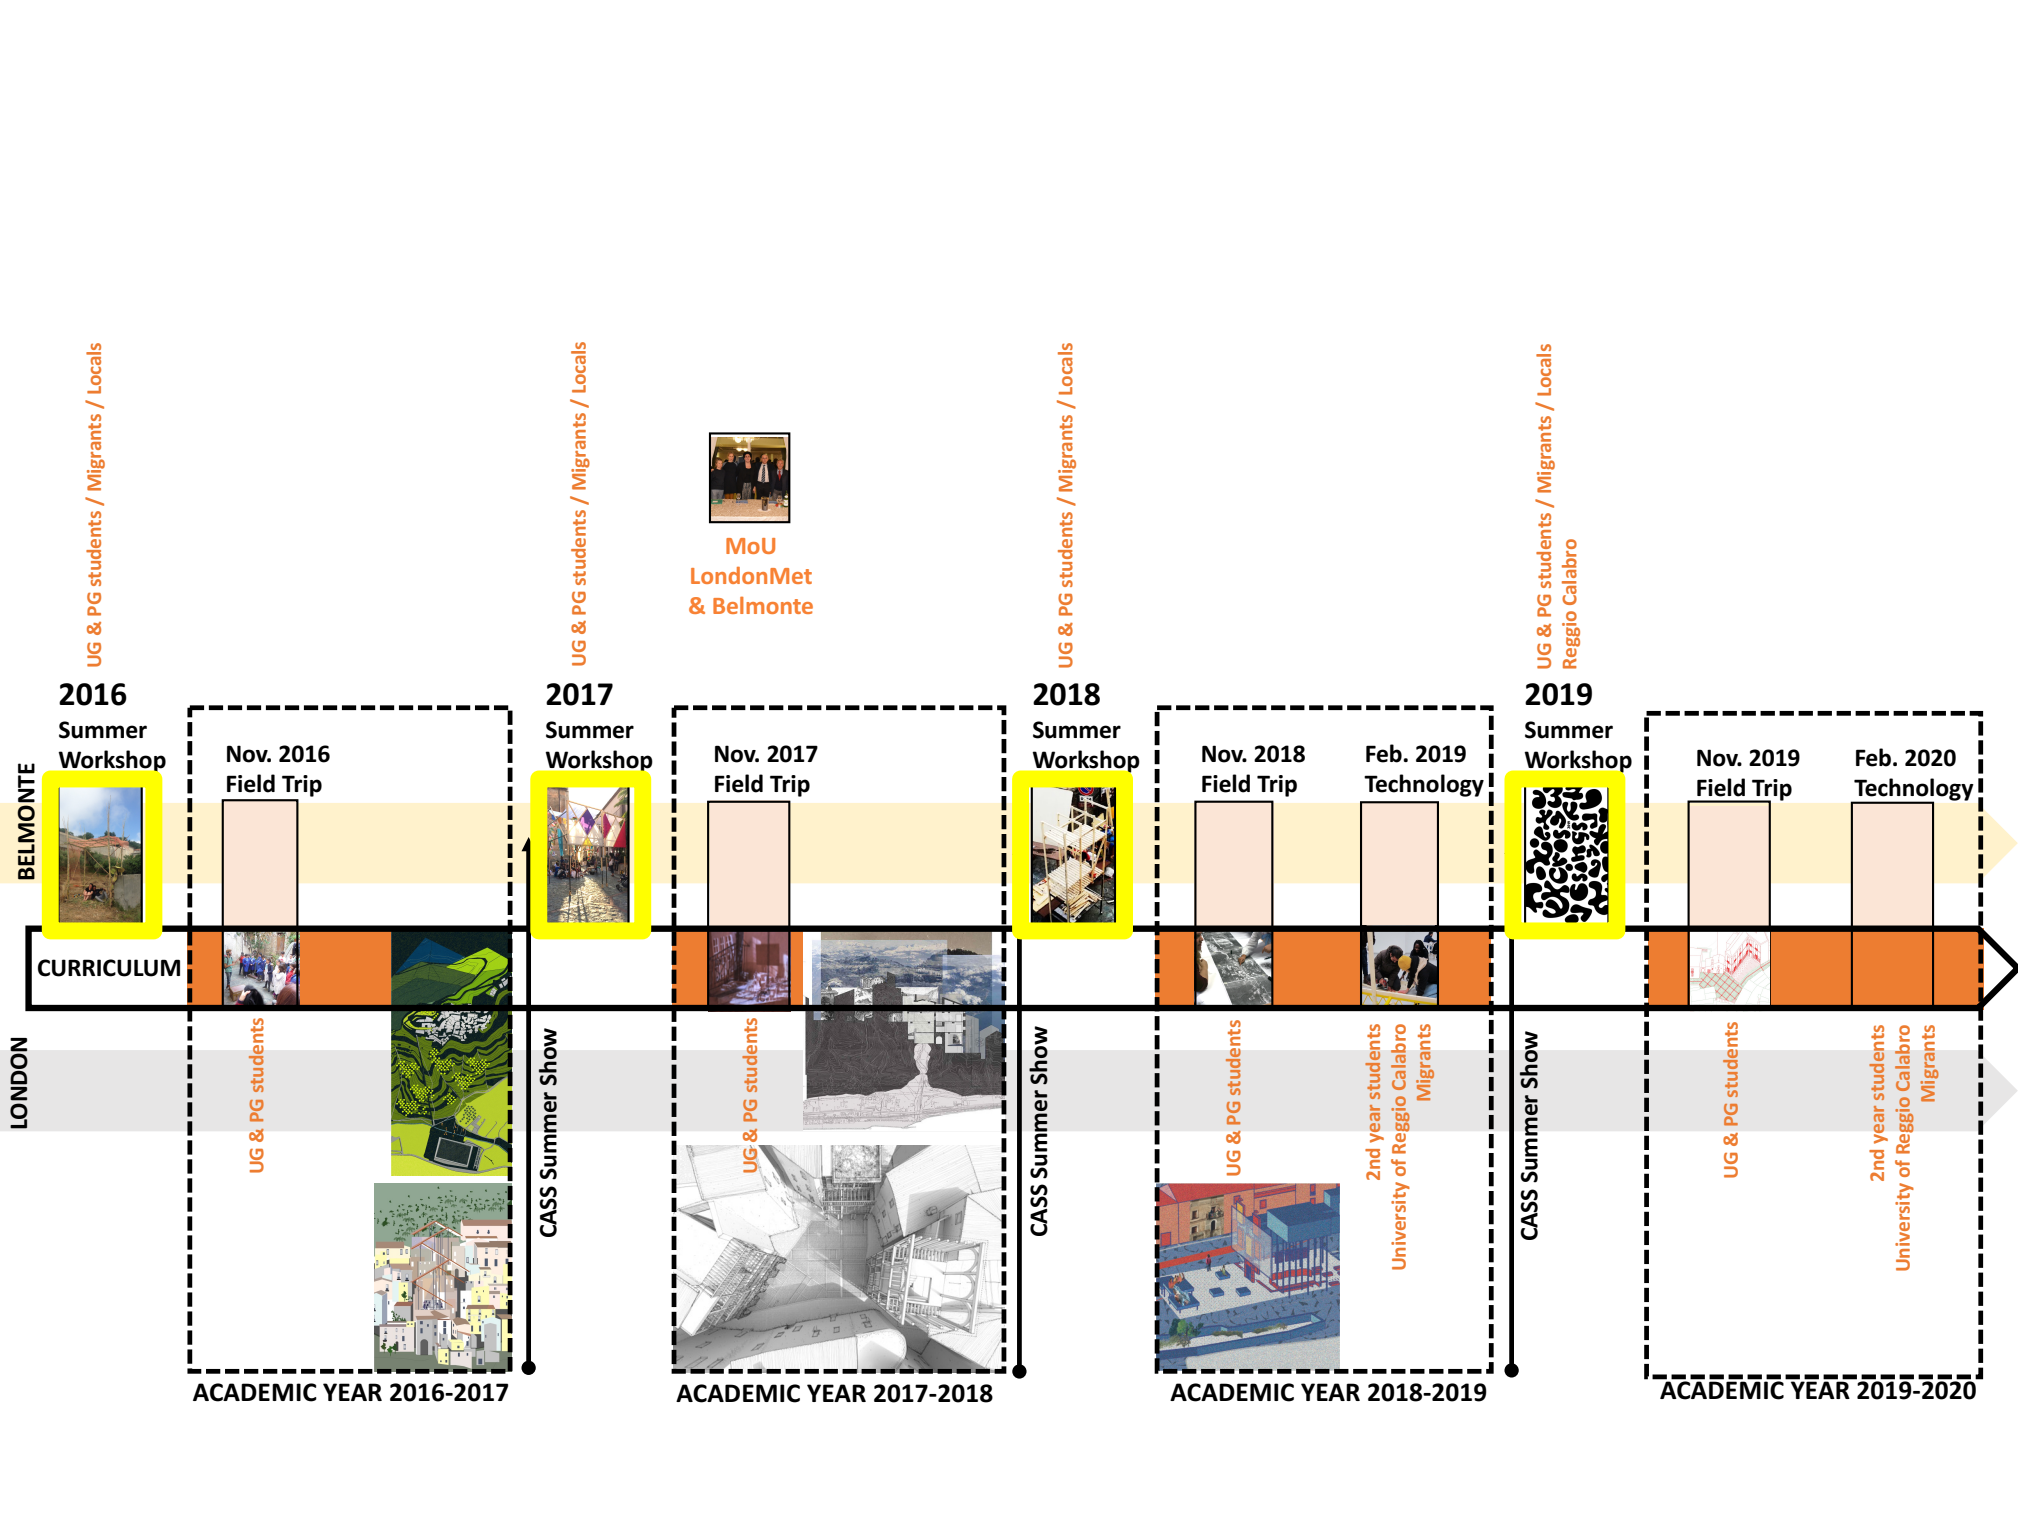 UG & PG students / Migrants / Locals
UG & PG students / Migrants / Locals
MoU
LondonMet
& Belmonte
UG & PG students / Migrants / Locals
UG & PG students / Migrants / Locals
Reggio Calabro
2016
Summer
Workshop
Nov. 2016
Field Trip
2017
Summer
Workshop
Nov. 2017
Field Trip
2018
Summer
Workshop
Nov. 2018
Field Trip
Feb. 2019
Technology
2019
Summer
Workshop
Nov. 2019
Field Trip
Feb. 2020
Technology
BELMONTE
CURRICULUM
LONDON
UG & PG students
CASS Summer Show
UG & PG students
CASS Summer Show
UG & PG students
2nd year students
University of Reggio Calabro
Migrants
CASS Summer Show
UG & PG students
2nd year students
University of Reggio Calabro
Migrants
ACADEMIC YEAR 2016-2017
ACADEMIC YEAR 2017-2018
ACADEMIC YEAR 2018-2019
ACADEMIC YEAR 2019-2020